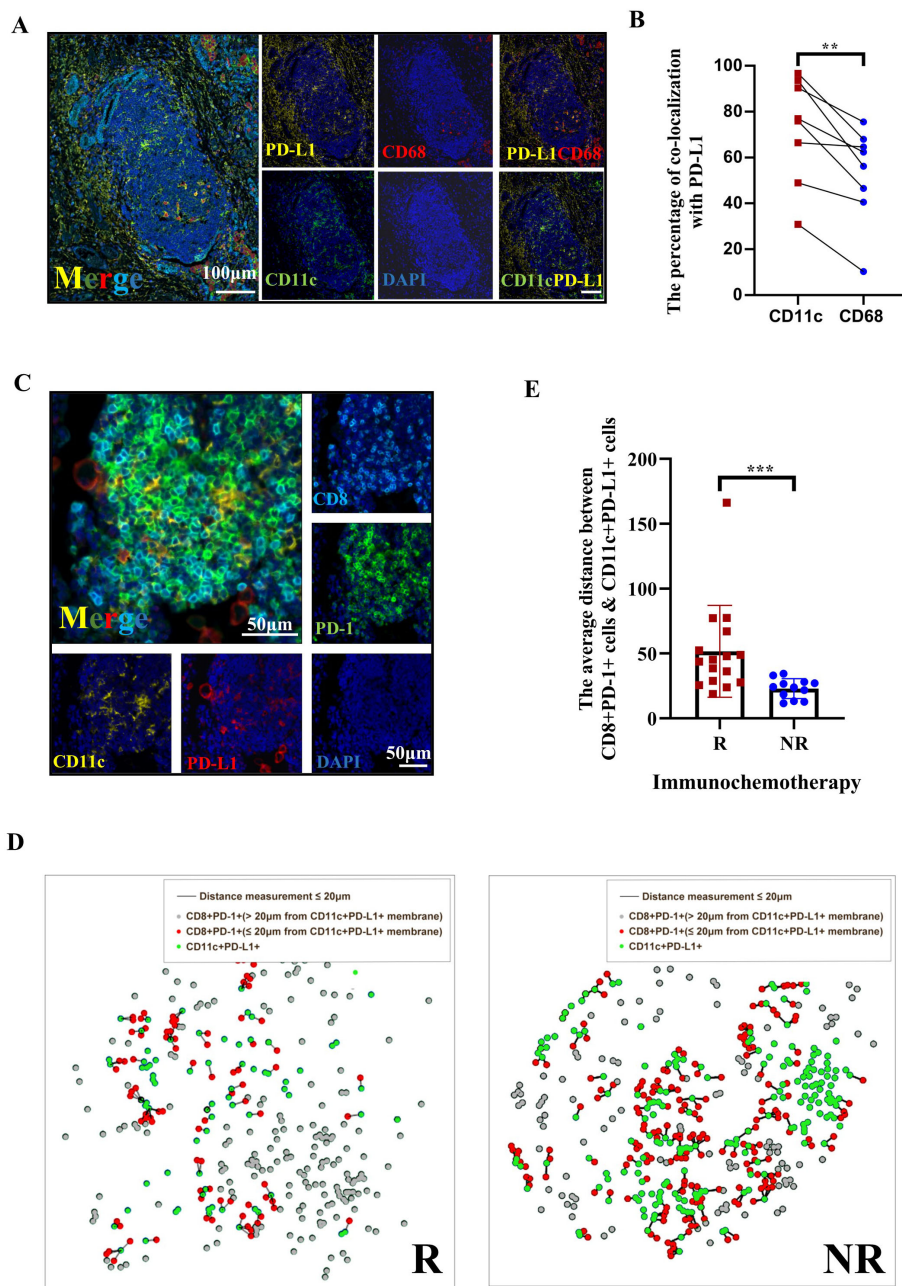 A
PD-L1
CD68
PD-L1CD68
Merge
100μm
CD11c
DAPI
CD11cPD-L1
B
**
The percentage of co-localization
with PD-L1
100
80
60
40
20
0
CD11c
CD68
C
CD8
Merge
50μm
PD-1
CD11c
PD-L1
DAPI
50μm
E
***
The average distance between
CD8+PD-1+ cells & CD11c+PD-L1+ cells
200
150
100
50
0
R
NR
Immunochemotherapy
D
Distance measurement ≤ 20μm
CD8+PD-1+(> 20μm from CD11c+PD-L1+ membrane)
CD8+PD-1+(≤ 20μm from CD11c+PD-L1+ membrane)
CD11c+PD-L1+
R
Distance measurement ≤ 20μm
CD8+PD-1+(> 20μm from CD11c+PD-L1+ membrane)
CD8+PD-1+(≤ 20μm from CD11c+PD-L1+ membrane)
CD11c+PD-L1+
NR